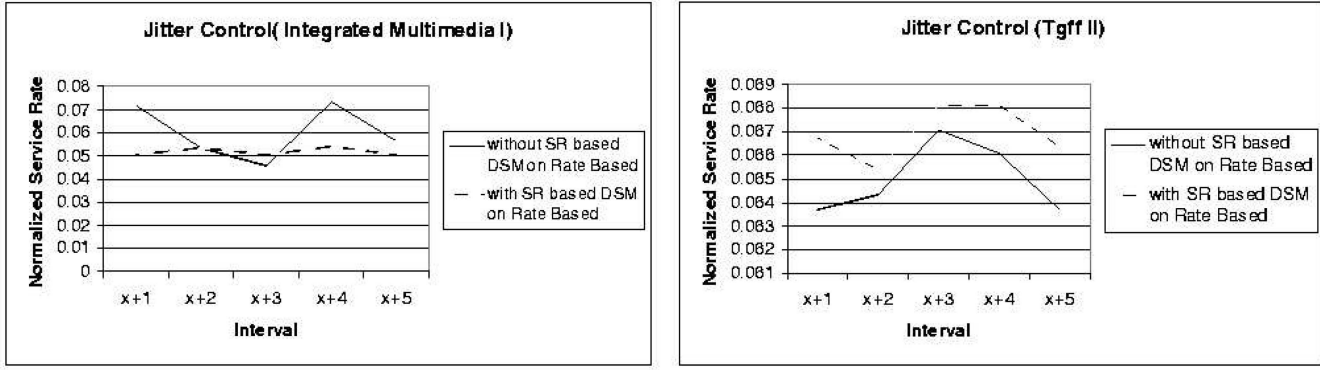 Jitter Control( Integrated Multimedia I)
Normalized Service Rate
0.08
0.07
0.06
0.05
0.04
0.03
0.02
0.01
0
x+1 x+2 x+3 x+4 x+5
Interval
without SR based
DSM on Rate Based
with SR based DSM
on Rate Based
Jitter Control (Tgff II)
Normalized Service Rate
0.069
0.068
0.067
0.066
0.065
0.064
0.063
0.062
0.061
x+1 x+2 x+3 x+4 x+5
Interval
without SR based
DSM on Rate Based
with SR based DSM
on Rate Based